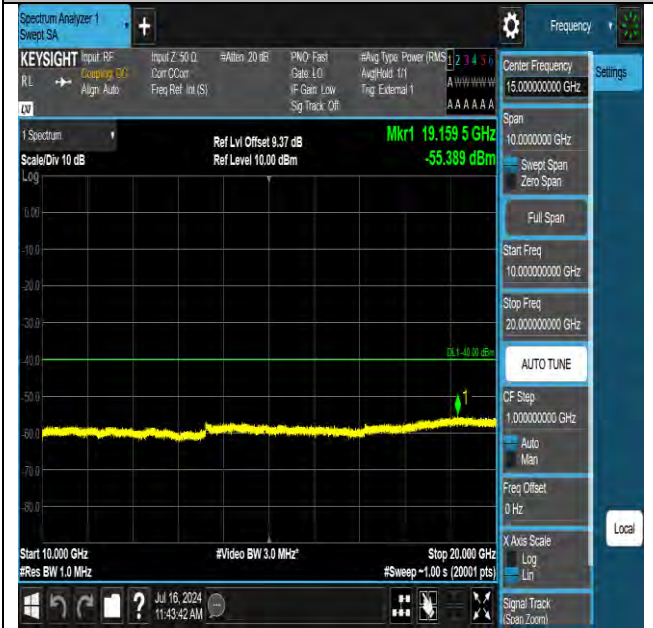 Spectrum Analyzer 1
Swept SA
+
Frequency
KEYSIGHT
RL
Input: RF
Coupling: DC
Align: Auto
Input Z: 50 Ω
Corr CCorr
Freq Ref: Int (S)
#Atten: 20 dB
PNO: Fast
Gate: LO
IF Gain: Low
Sig Track: Off
#Avg Type: Power (RMS
Avg|Hold: 1/1
Trig: External 1
1 2 3 4 5 6
A W W W W W
A A A A A A
1 Spectrum
Scale/Div 10 dB
Ref Lvl Offset 9.37 dB
Ref Level 10.00 dBm
Mkr1 19.159 5 GHz
-55.389 dBm
Log
0.00
-10.0
-20.0
-30.0
-40.0
-50.0
-60.0
-70.0
-80.0
DL1 -40.00 dBm
1
Start 10.000 GHz
#Res BW 1.0 MHz
#Video BW 3.0 MHz*
Stop 20.000 GHz
#Sweep ~1.00 s (20001 pts)
Jul 16, 2024
11:43:42 AM
?
Center Frequency
15.000000000 GHz
Settings
Span
10.0000000 GHz
Swept Span
Zero Span
Full Span
Start Freq
10.000000000 GHz
Stop Freq
20.000000000 GHz
AUTO TUNE
CF Step
1.000000000 GHz
Auto
Man
Freq Offset
0 Hz
X Axis Scale
Log
Lin
Local
Signal Track
(Span Zoom)